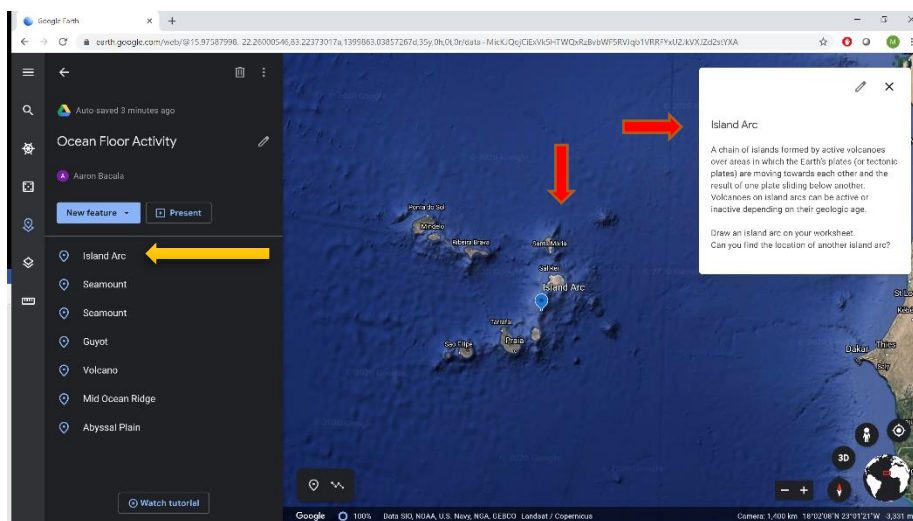 Google Earth
earth.google.com/web/@15.97587998,-22.26000546,83.22373017a,1399863.03857267d,35y,0h,0t,0r/data=
Auto-saved 3 minutes ago
Ocean Floor Activity
A Aaron Bacala
New feature
Present
Island Arc
Seamount
Seamount
Guyot
Volcano
Mid Ocean Ridge
Abyssal Plain
Watch tutorial
Ponta do Sol
Mindelo
Ribeira Brava
Santa Maria
Sal Rei
Island Arc
Tarrafal
Sao Filipe
Praia
Island Arc
A chain of islands formed by active volcanoes
over areas in which the Earth's plates (or tectonic
plates) are moving towards each other and the
result of one plate sliding below another.
Volcanoes on island arcs can be active or
inactive depending on their geologic age.
Draw an island arc on your worksheet.
Can you find the location of another island arc?
St Lo
Dakar
Thies
3D
Google
100%
Data SIO, NOAA, U.S. Navy, NGA, GEBCO Landsat / Copernicus
Camera: 1,400 km 18°02'08"N 23°01'21"W -3,331 m